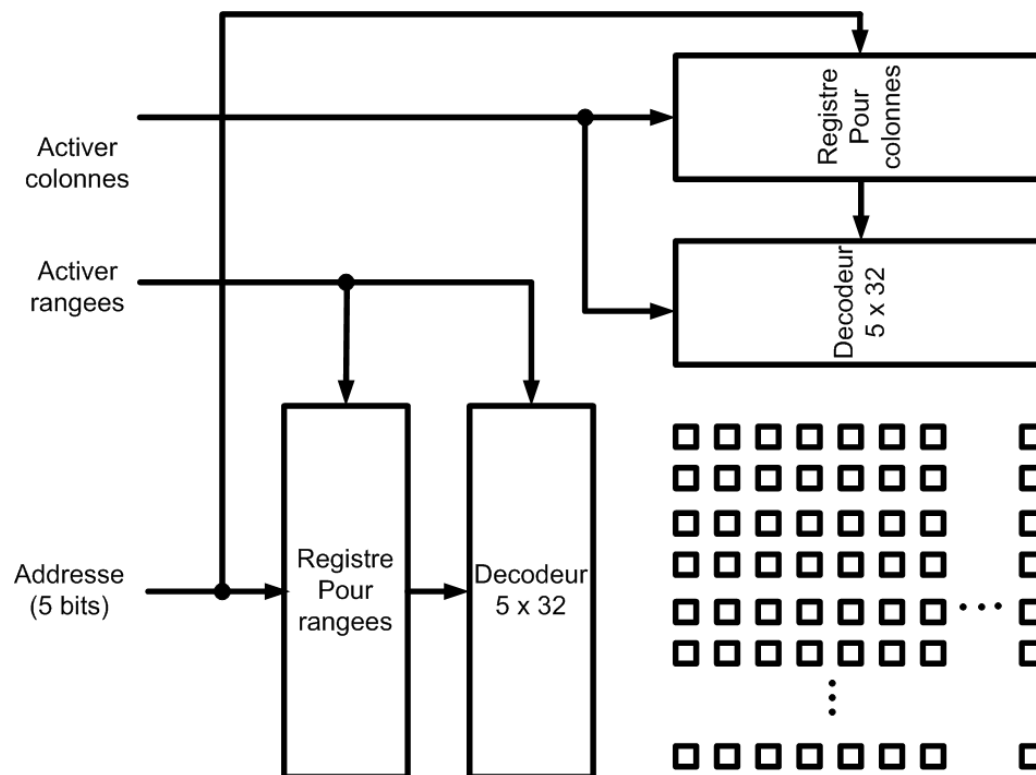 Registre
Pour
colonnes
Activer
colonnes
Decodeur
5 x 32
Activer
rangees
Addresse
(5 bits)
Registre
Pour
rangees
Decodeur
5 x 32